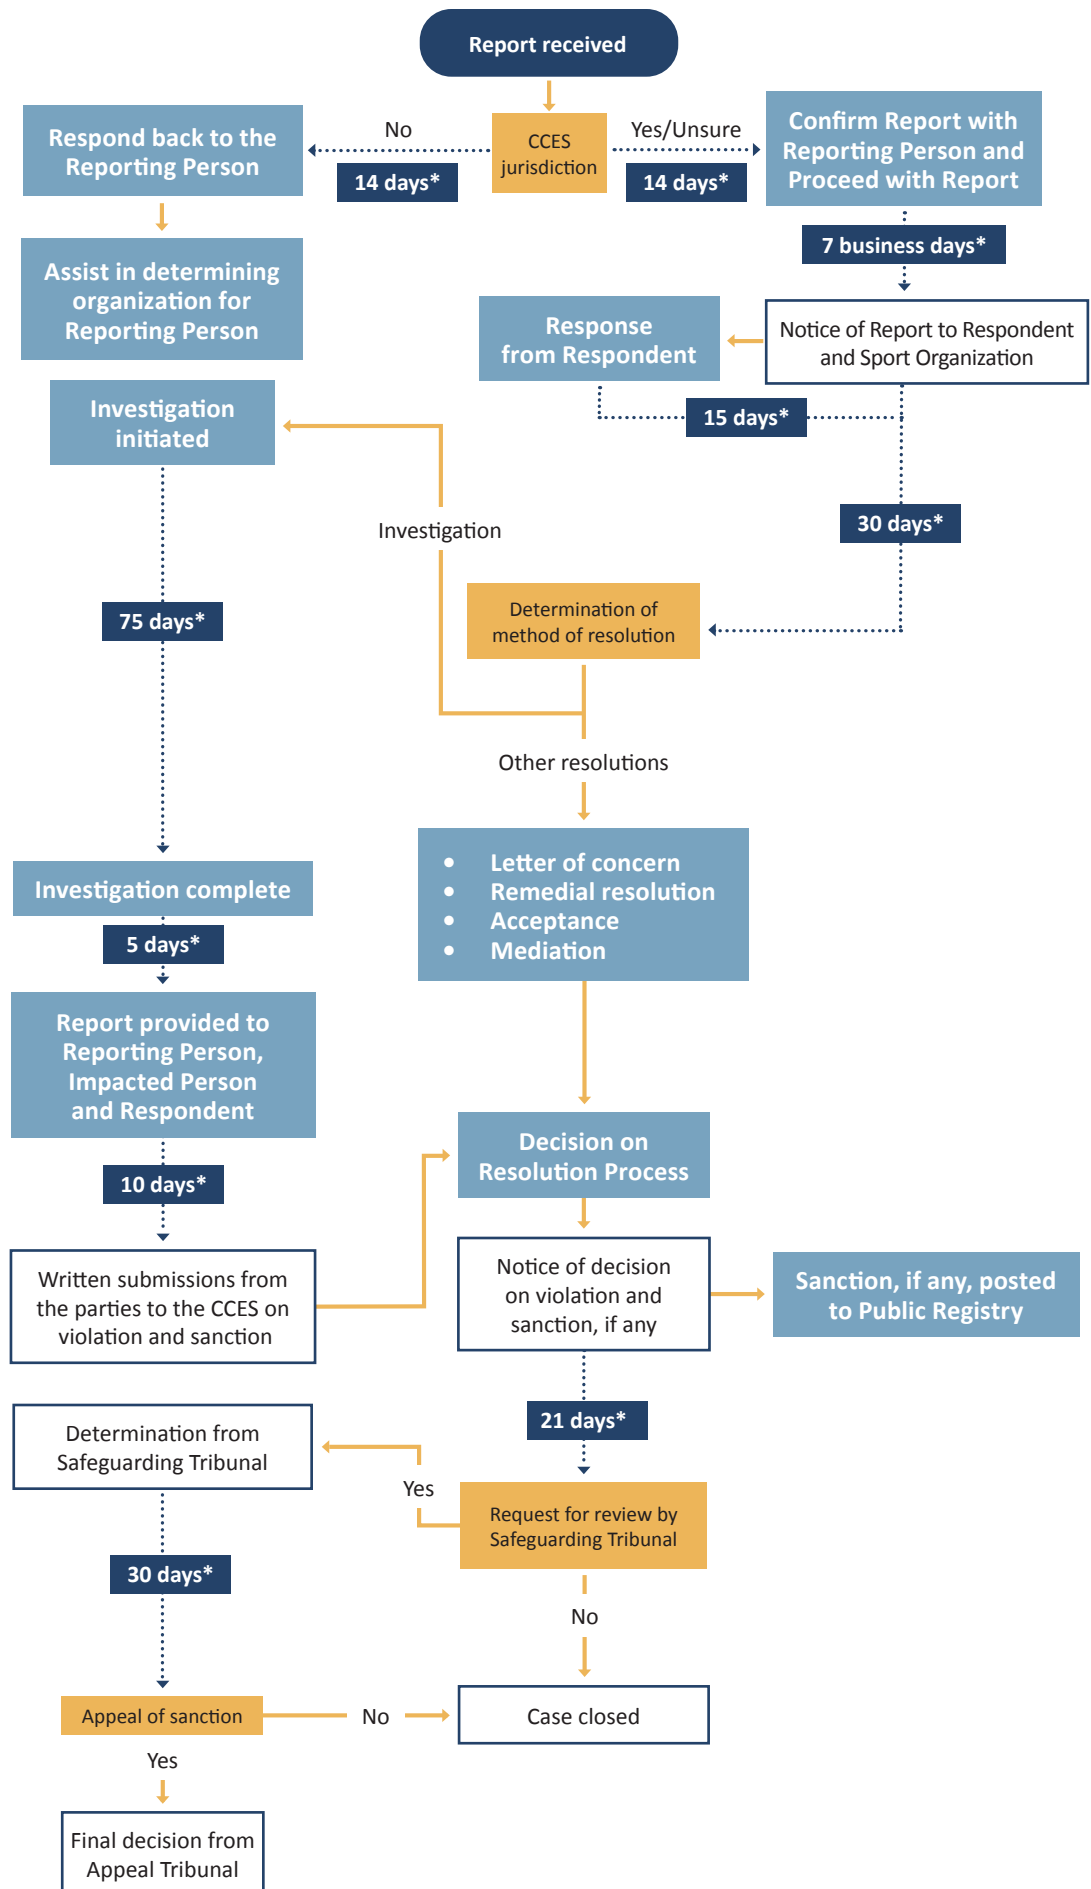 Report received
No
CCES
jurisdiction
Yes/Unsure
14 days*
14 days*
Respond back to the
Reporting Person
Confirm Report with
Reporting Person and
Proceed with Report
Assist in determining
organization for
Reporting Person
7 business days*
Notice of Report to Respondent
and Sport Organization
Response
from Respondent
15 days*
30 days*
Determination of
method of resolution
Investigation
Investigation
initiated
75 days*
Other resolutions
• Letter of concern
• Remedial resolution
• Acceptance
• Mediation
Investigation complete
5 days*
Report provided to
Reporting Person,
Impacted Person
and Respondent
10 days*
Written submissions from
the parties to the CCES on
violation and sanction
Decision on
Resolution Process
Notice of decision
on violation and
sanction, if any
Sanction, if any, posted
to Public Registry
21 days*
Request for review by
Safeguarding Tribunal
Yes
Determination from
Safeguarding Tribunal
30 days*
No
Appeal of sanction
No
Case closed
Yes
Final decision from
Appeal Tribunal